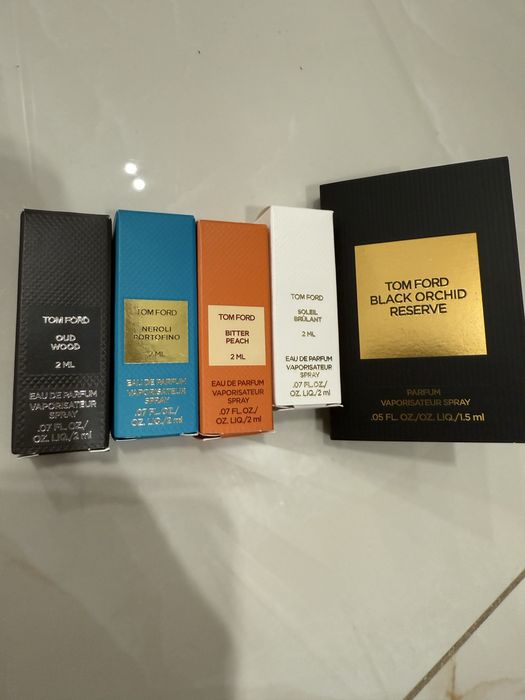 TOM FORD
OUD
WOOD
2 ML
EAU DE PARFUM
VAPORISATEUR
SPRAY
.07 FL. OZ./
OZ. LIQ./2 ml
TOM FORD
NEROLI
PORTOFINO
2 ML
EAU DE PARFUM
VAPORISATEUR
SPRAY
.07 FL. OZ./
OZ. LIQ./2 ml
TOM FORD
BITTER
PEACH
2 ML
EAU DE PARFUM
VAPORISATEUR
SPRAY
.07 FL. OZ./
OZ. LIQ./2 ml
TOM FORD
SOLEIL
BRÛLANT
2 ML
EAU DE PARFUM
VAPORISATEUR
SPRAY
.07 FL. OZ./
OZ. LIQ./2 ml
TOM FORD
BLACK ORCHID
RESERVE
PARFUM
VAPORISATEUR SPRAY
.05 FL. OZ./OZ. LIQ./1.5 ml